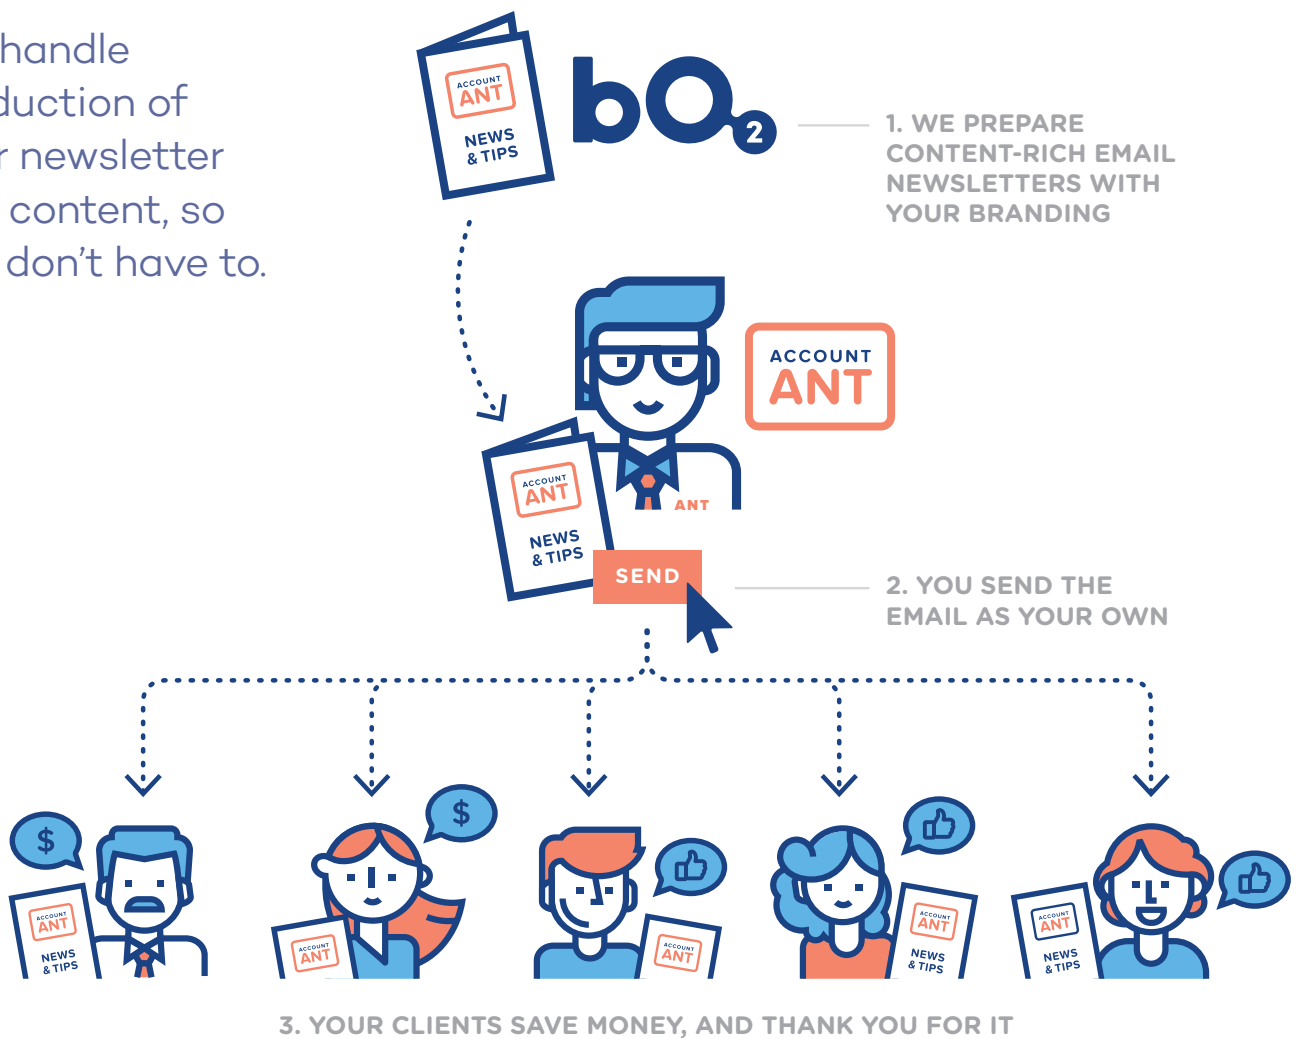 handle
duction of
r newsletter
content, so
don't have to.
ACCOUNT
ANT
NEWS
& TIPS
bO2
1. WE PREPARE
CONTENT-RICH EMAIL
NEWSLETTERS WITH
YOUR BRANDING
ACCOUNT
ANT
ACCOUNT
ANT
NEWS
& TIPS
ANT
SEND
2. YOU SEND THE
EMAIL AS YOUR OWN
$
$
ACCOUNT
ANT
NEWS
& TIPS
ACCOUNT
ANT
ACCOUNT
ANT
ACCOUNT
ANT
NEWS
& TIPS
ACCOUNT
ANT
NEWS
& TIPS
3. YOUR CLIENTS SAVE MONEY, AND THANK YOU FOR IT